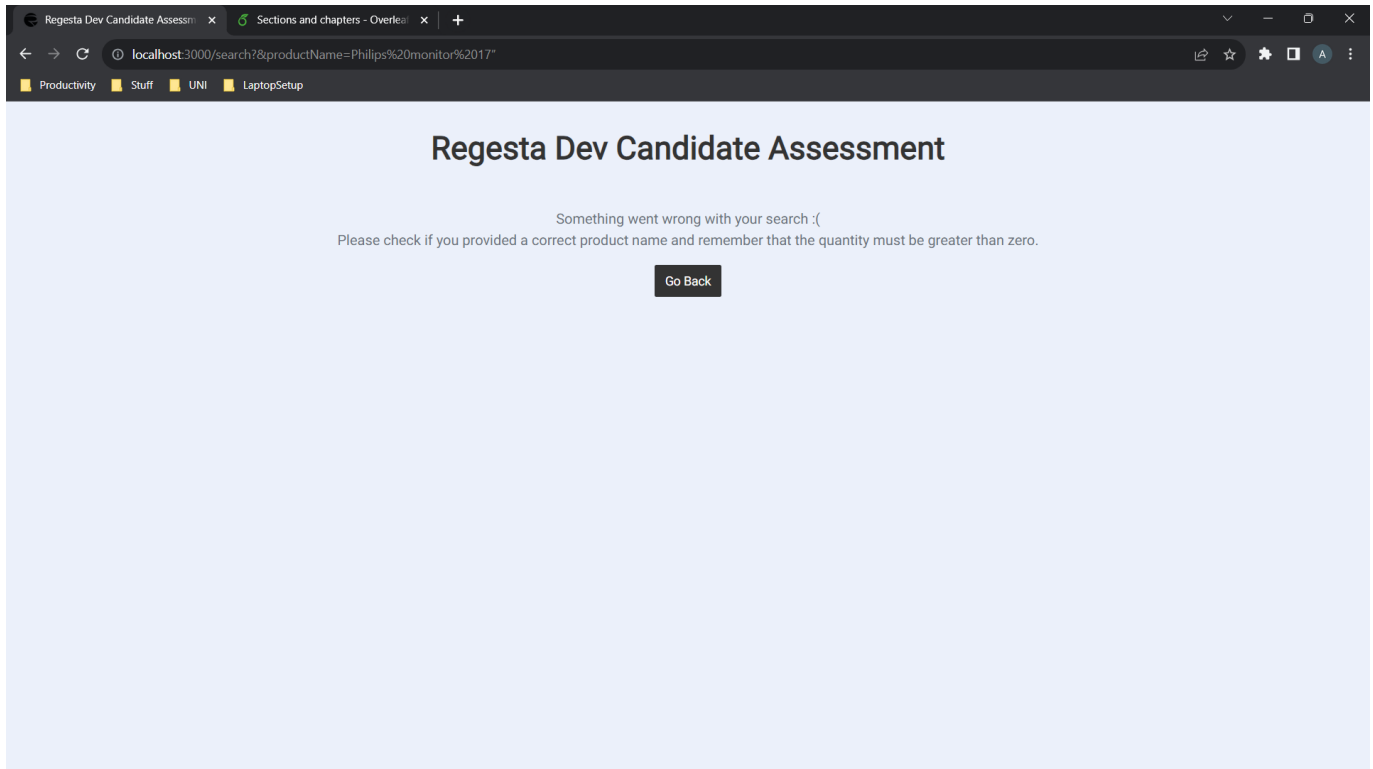 Regesta Dev Candidate Assessm
Sections and chapters - Overleaf
localhost:3000/search?&productName=Philips%20monitor%2017"
A
Productivity
Stuff
UNI
LaptopSetup
Regesta Dev Candidate Assessment
Something went wrong with your search :(
Please check if you provided a correct product name and remember that the quantity must be greater than zero.
Go Back